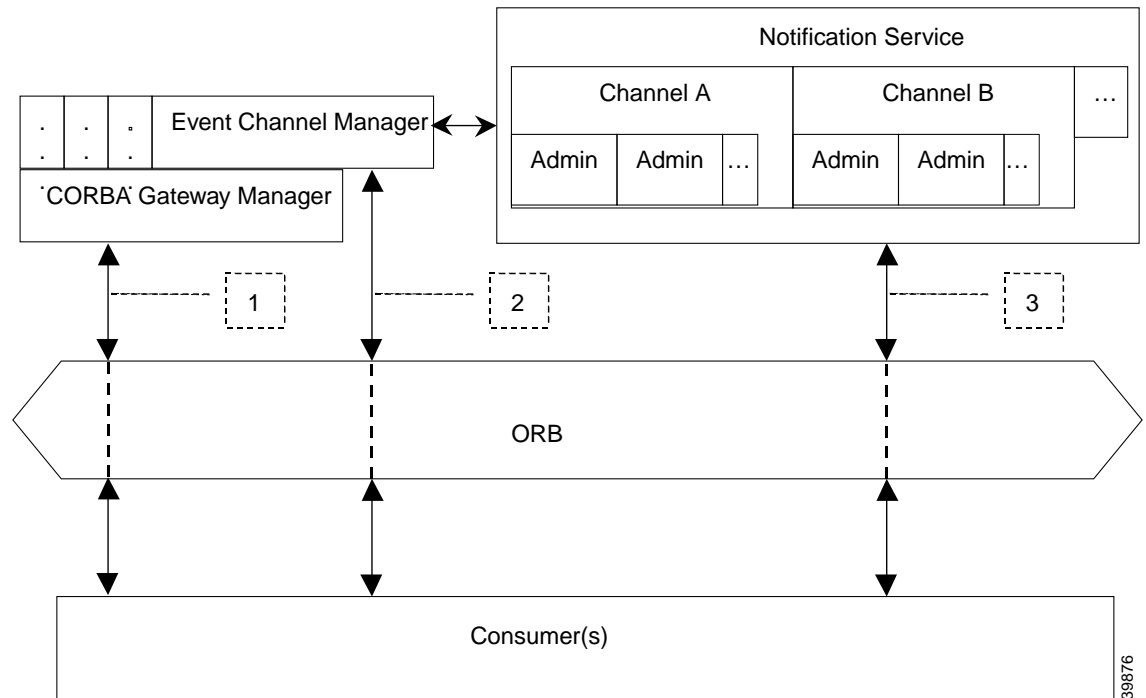 Notification Service
Channel A
Channel B
…
. . .
. . .
Event Channel Manager
Admin
Admin
…
Admin
Admin
…
. .
CORBA Gateway Manager
1
2
3
ORB
Consumer(s)
39876